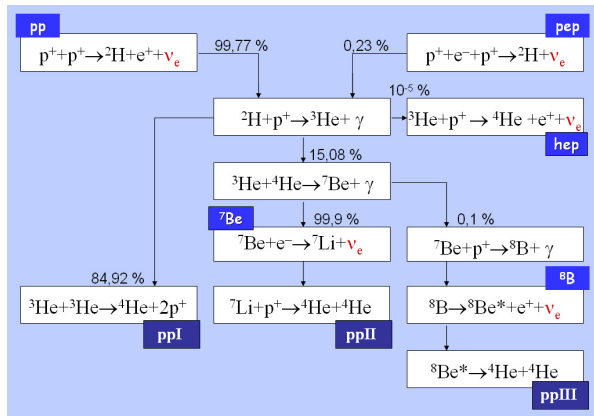 pp
pep
p⁺+p⁺→²H+e⁺+νₑ
99,77 %
0,23 %
p⁺+e⁻+p⁺→²H+νₑ
10⁻⁵ %
²H+p⁺→³He+ γ
³He+p⁺→ ⁴He +e⁺+νₑ
hep
15,08 %
³He+⁴He→⁷Be+ γ
⁷Be
99,9 %
0,1 %
⁷Be+e⁻→⁷Li+νₑ
⁷Be+p⁺→⁸B+ γ
84,92 %
⁸B
³He+³He→⁴He+2p⁺
⁷Li+p⁺→⁴He+⁴He
⁸B→⁸Be*+e⁺+νₑ
ppI
ppII
⁸Be*→⁴He+⁴He
ppIII